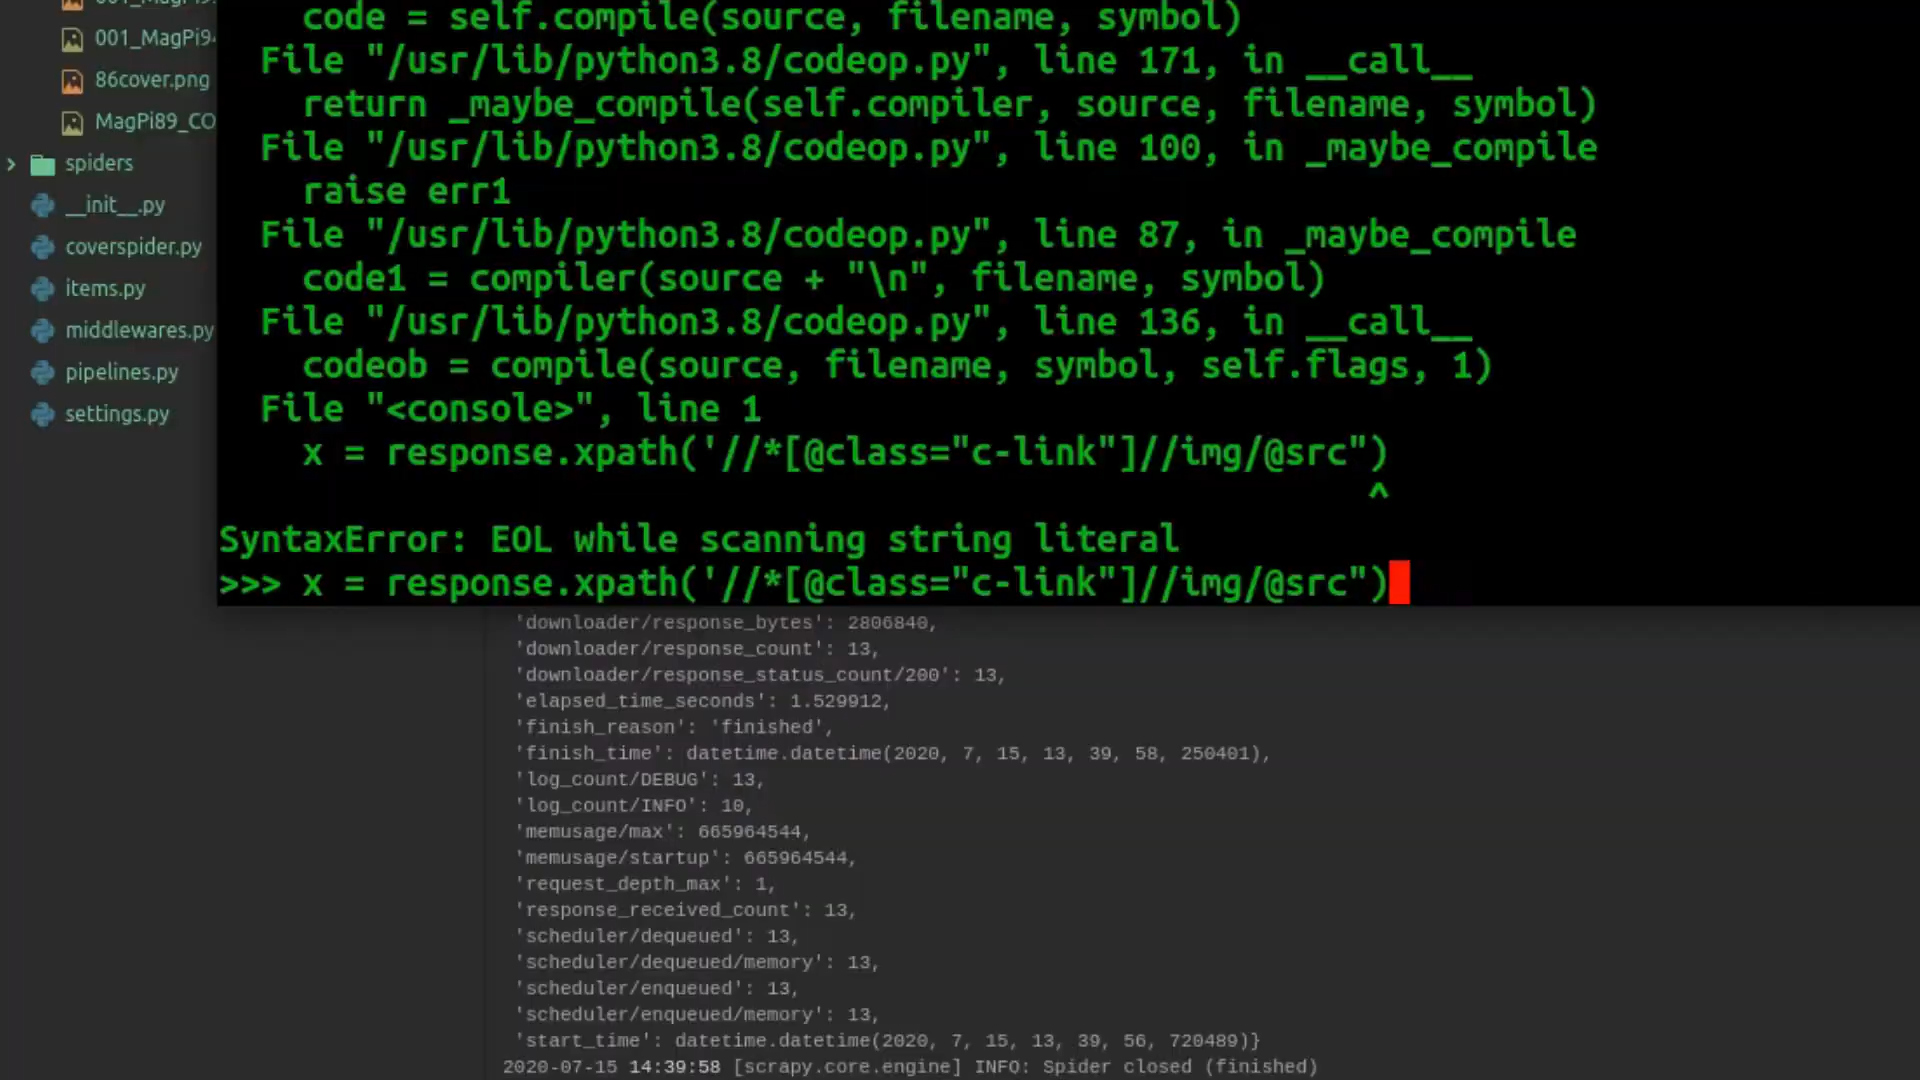 001_MagPi9
86cover.png
MagPi89_CO
spiders
__init__.py
coverspider.py
items.py
middlewares.py
pipelines.py
settings.py
code = self.compile(source, filename, symbol)
File "/usr/lib/python3.8/codeop.py", line 171, in __call__
return _maybe_compile(self.compiler, source, filename, symbol)
File "/usr/lib/python3.8/codeop.py", line 100, in _maybe_compile
raise err1
File "/usr/lib/python3.8/codeop.py", line 87, in _maybe_compile
code1 = compiler(source + "\n", filename, symbol)
File "/usr/lib/python3.8/codeop.py", line 136, in __call__
codeob = compile(source, filename, symbol, self.flags, 1)
File "<console>", line 1
x = response.xpath('//*[@class="c-link"]//img/@src")
^
SyntaxError: EOL while scanning string literal
>>> x = response.xpath('//*[@class="c-link"]//img/@src")
'downloader/response_bytes': 2806840,
'downloader/response_count': 13,
'downloader/response_status_count/200': 13,
'elapsed_time_seconds': 1.529912,
'finish_reason': 'finished',
'finish_time': datetime.datetime(2020, 7, 15, 13, 39, 58, 250401),
'log_count/DEBUG': 13,
'log_count/INFO': 10,
'memusage/max': 665964544,
'memusage/startup': 665964544,
'request_depth_max': 1,
'response_received_count': 13,
'scheduler/dequeued': 13,
'scheduler/dequeued/memory': 13,
'scheduler/enqueued': 13,
'scheduler/enqueued/memory': 13,
'start_time': datetime.datetime(2020, 7, 15, 13, 39, 56, 720489)}
2020-07-15 14:39:58 [scrapy.core.engine] INFO: Spider closed (finished)